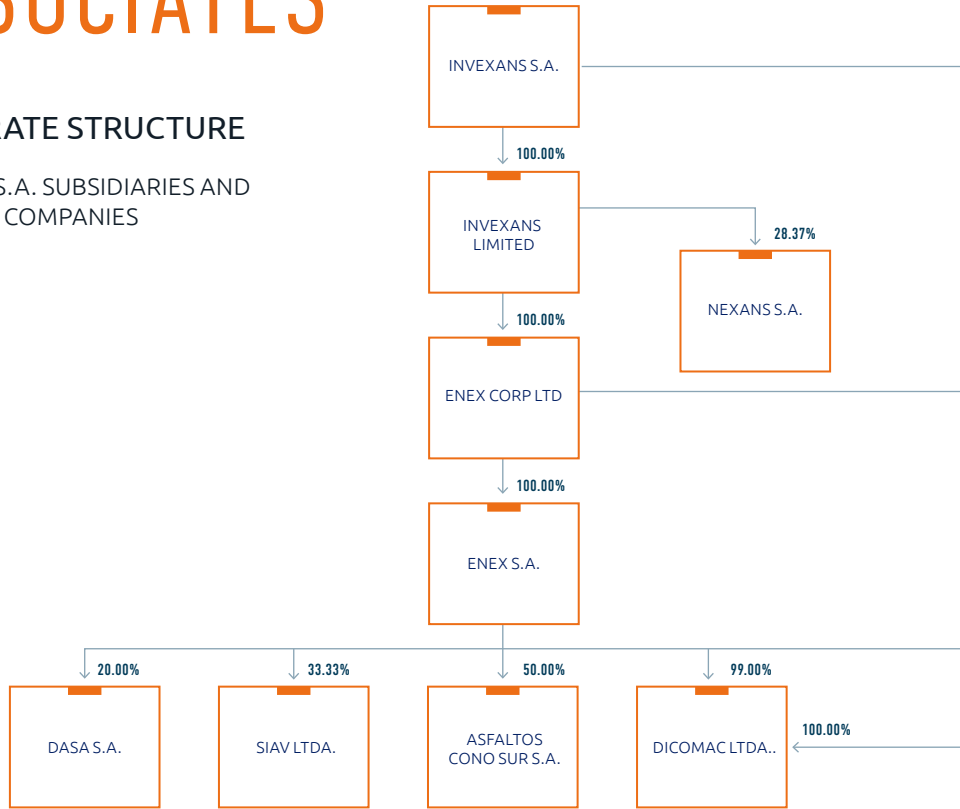 SOCIATES
RATE STRUCTURE
S.A. SUBSIDIARIES AND
COMPANIES
INVEXANS S.A.
100.00%
INVEXANS
LIMITED
28.37%
NEXANS S.A.
100.00%
ENEX CORP LTD
100.00%
ENEX S.A.
20.00%
33.33%
50.00%
99.00%
DASA S.A.
SIAV LTDA.
ASFALTOS
CONO SUR S.A.
DICOMAC LTDA..
100.00%